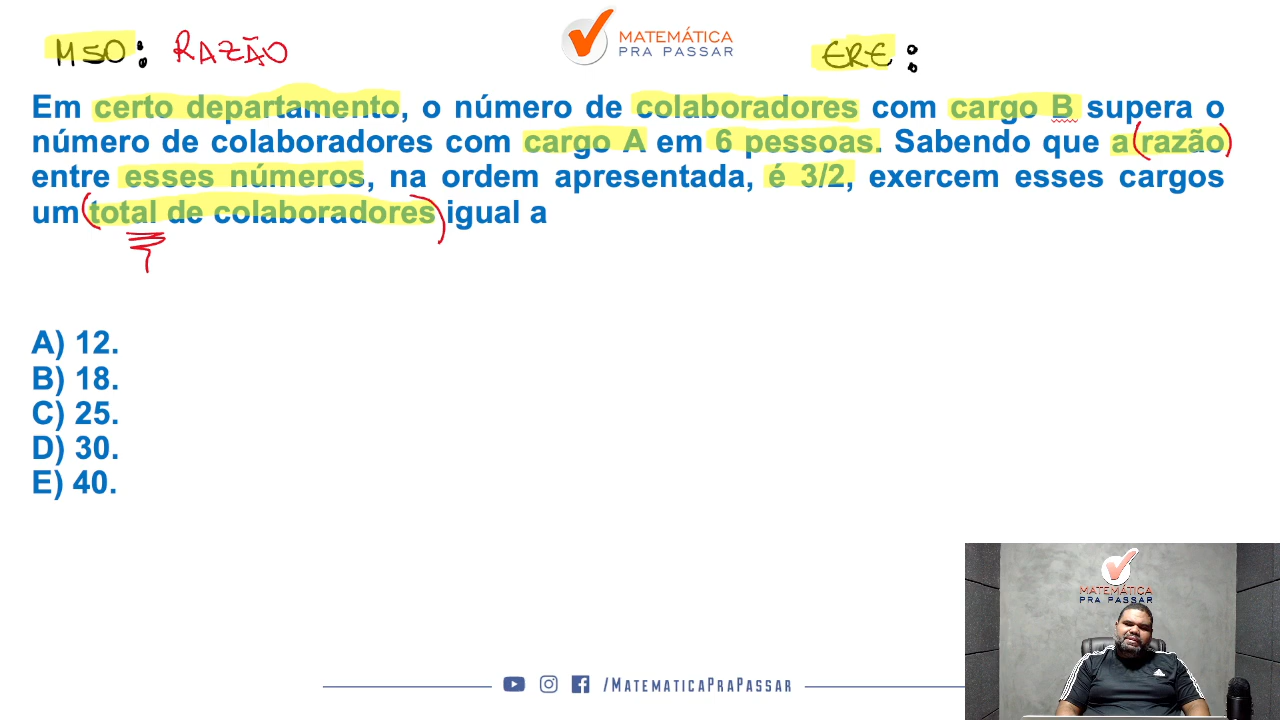 MSO: RAZÃO
MATEMÁTICA
PRA PASSAR
ERE:
Em certo departamento, o número de colaboradores com cargo B supera o
número de colaboradores com cargo A em 6 pessoas. Sabendo que a (razão)
entre esses números, na ordem apresentada, é 3/2, exercem esses cargos
um (total de colaboradores) igual a
A) 12.
B) 18.
C) 25.
D) 30.
E) 40.
MATEMÁTICA
PRA PASSAR
adidas
/MATEMATICAPRAPASSAR